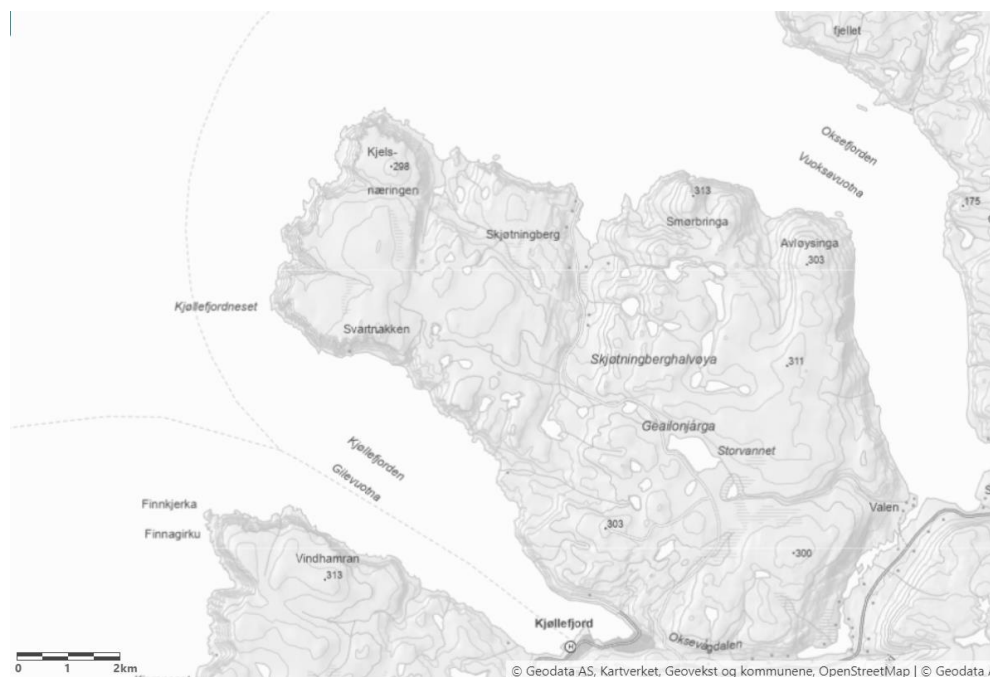 fjellet
Oksefjorden
Vuoksavuotna
Kjels-
298
næringen
313
Smørbringa
175
Skjøtningberg
Avløysinga
303
Kjøllefjordneset
Svartnakken
Skjøtningberghalvøya
311
Geailonjárga
Storvannet
Kjøllefjorden
Gilevuotna
Finnkjerka
Finnagirku
Valen
S
303
300
Vindhamran
313
Kjøllefjord
H
Oksevågdalen
0 1 2km
© Geodata AS, Kartverket, Geovekst og kommunene, OpenStreetMap | © Geodata A